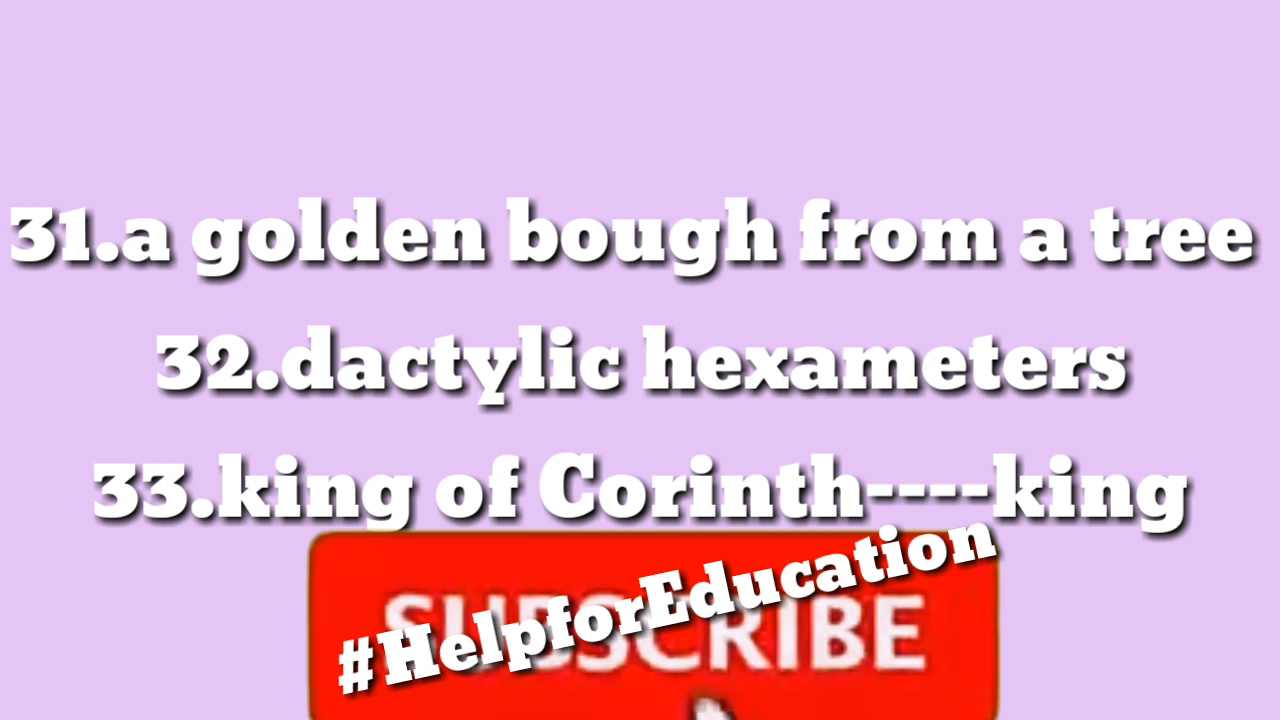 31.a golden bough from a tree
32.dactylic hexameters
33.king of Corinth----king
#HelpforEducation
SUBSCRIBE